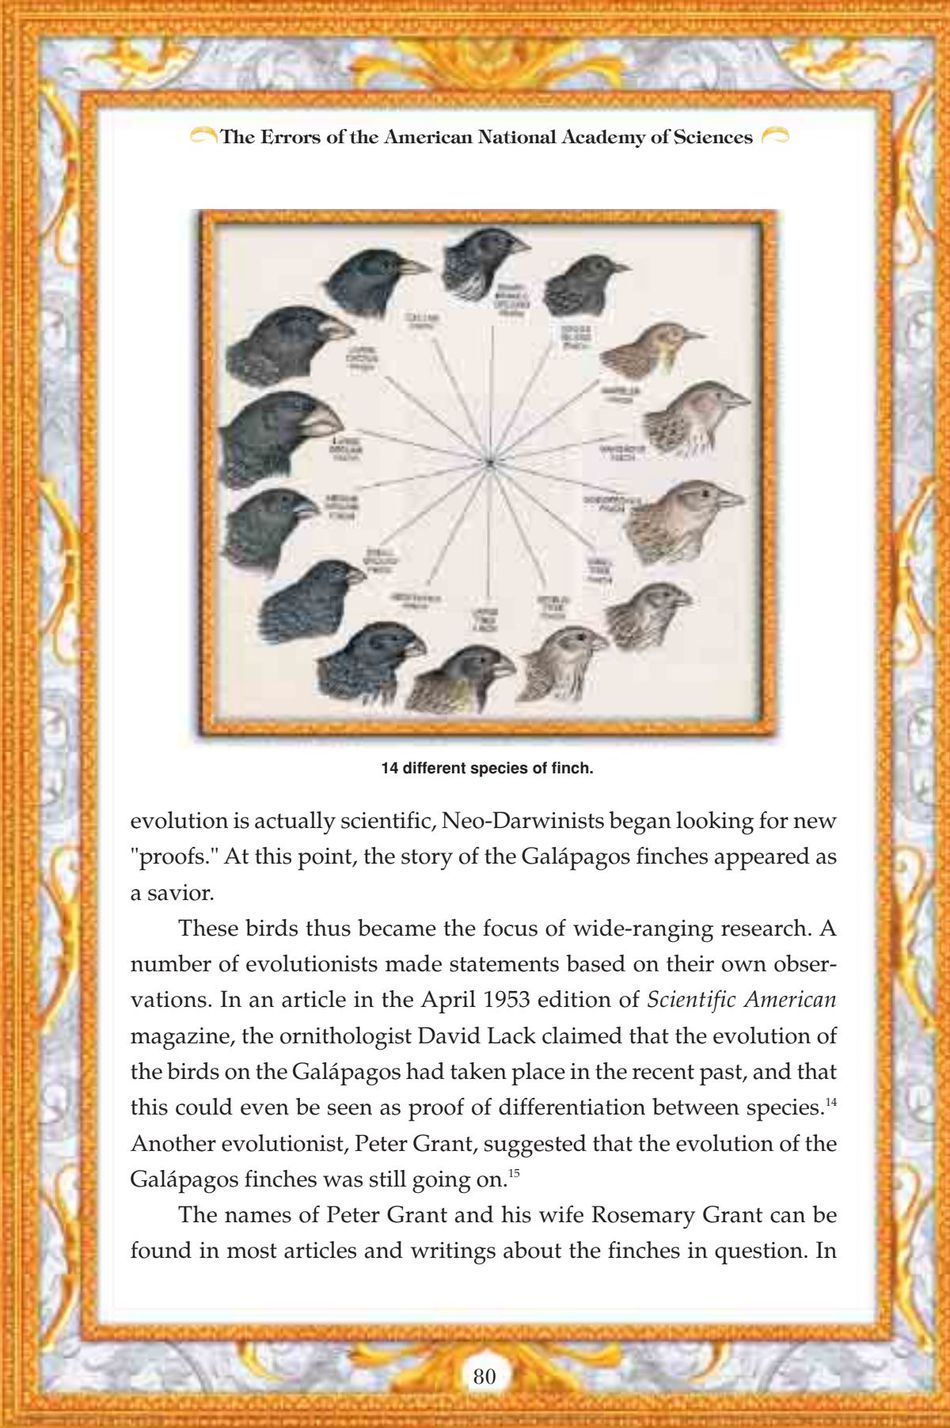 The Errors of the American National Academy of Sciences
LARGE
FINCH
14 different species of finch.
evolution is actually scientific, Neo-Darwinists began looking for new
"proofs." At this point, the story of the Galápagos finches appeared as
a savior.
These birds thus became the focus of wide-ranging research. A
number of evolutionists made statements based on their own obser-
vations. In an article in the April 1953 edition of Scientific American
magazine, the ornithologist David Lack claimed that the evolution of
the birds on the Galápagos had taken place in the recent past, and that
this could even be seen as proof of differentiation between species.14
Another evolutionist, Peter Grant, suggested that the evolution of the
Galápagos finches was still going on.15
The names of Peter Grant and his wife Rosemary Grant can be
found in most articles and writings about the finches in question. In
80